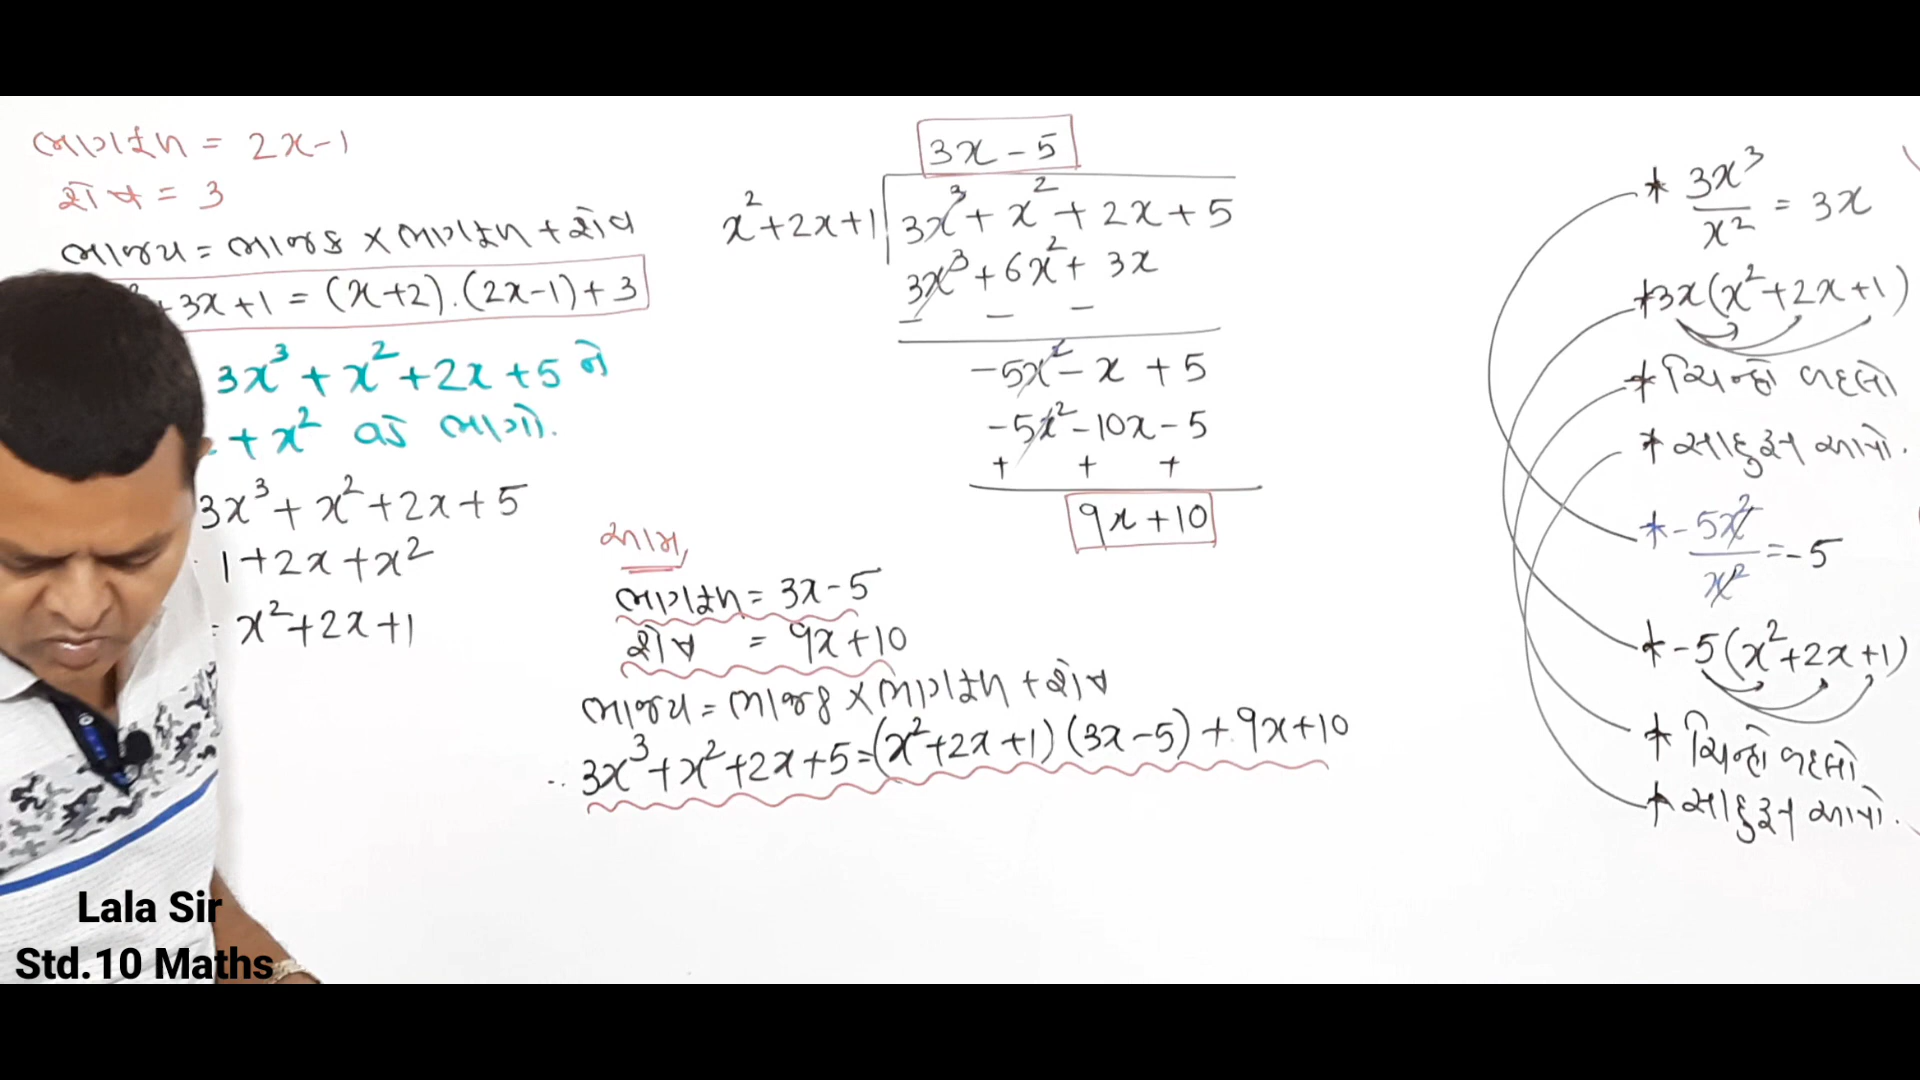 ભાગફળ = 2x-1
શેષ = 3
ભાજ્ય = ભાજક × ભાગફળ + શેષ
+3x+1 = (x+2).(2x-1)+3
3x³ + x² + 2x + 5 ને
+ x² વડે ભાગો.
3x³ + x² + 2x + 5
1+2x+x²
= x²+2x+1
3x - 5
x²+2x+1 3x³ + x² + 2x + 5
3x³ + 6x² + 3x
- - -
-5x² - x + 5
-5x² - 10x - 5
+ + +
9x + 10
આમ,
ભાગફળ = 3x - 5
શેષ = 9x + 10
ભાજ્ય = ભાજક × ભાગફળ + શેષ
∴ 3x³+x²+2x+5=(x²+2x+1)(3x-5)+9x+10
* 3x³/x² = 3x
*3x(x²+2x+1)
* ચિન્હો બદલો
* સાદુરૂપ આપો.
* -5x²/x² = -5
* -5(x²+2x+1)
* ચિન્હો બદલો
* સાદુરૂપ આપો.
Lala Sir
Std.10 Maths